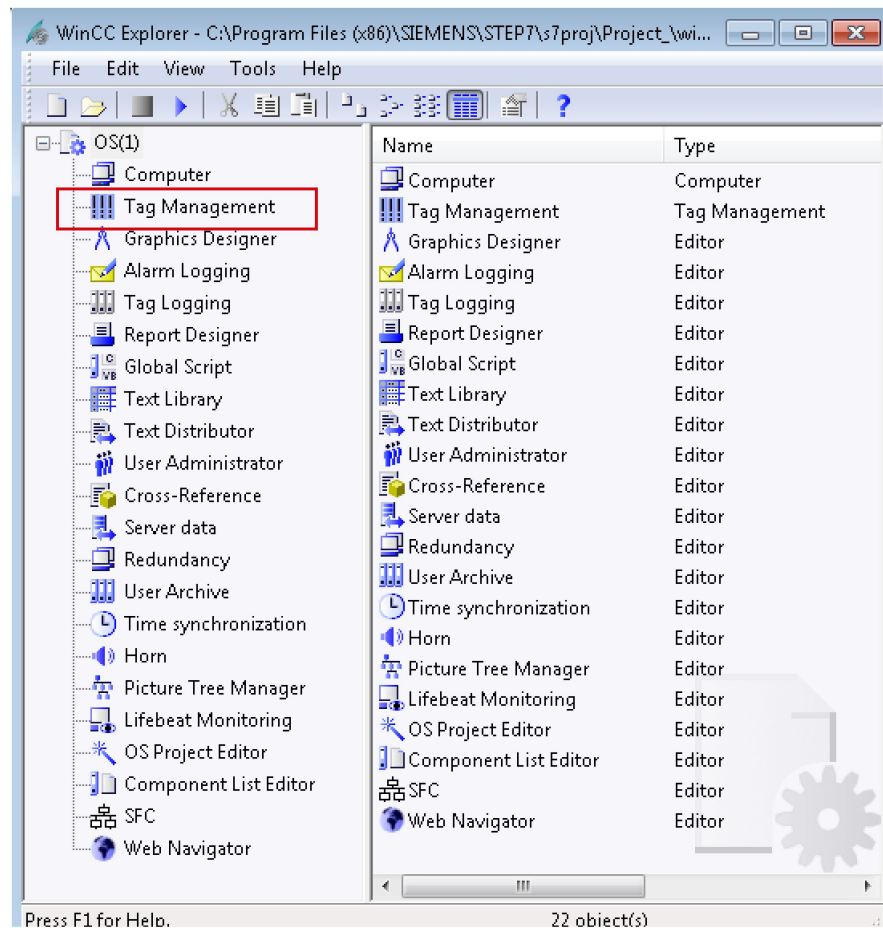 WinCC Explorer - C:\Program Files (x86)\SIEMENS\STEP7\s7proj\Project_\wi...
File Edit View Tools Help
OS(1)
Computer
Tag Management
Graphics Designer
Alarm Logging
Tag Logging
Report Designer
Global Script
Text Library
Text Distributor
User Administrator
Cross-Reference
Server data
Redundancy
User Archive
Time synchronization
Horn
Picture Tree Manager
Lifebeat Monitoring
OS Project Editor
Component List Editor
SFC
Web Navigator
Name Type
Computer Computer
Tag Management Tag Management
Graphics Designer Editor
Alarm Logging Editor
Tag Logging Editor
Report Designer Editor
Global Script Editor
Text Library Editor
Text Distributor Editor
User Administrator Editor
Cross-Reference Editor
Server data Editor
Redundancy Editor
User Archive Editor
Time synchronization Editor
Horn Editor
Picture Tree Manager Editor
Lifebeat Monitoring Editor
OS Project Editor Editor
Component List Editor Editor
SFC Editor
Web Navigator Editor
Press F1 for Help. 22 object(s)